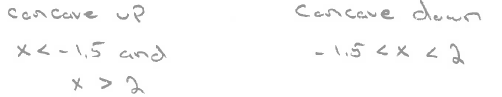 concave up concave down
x < -1.5 and -1.5 < x < 2
x > 2